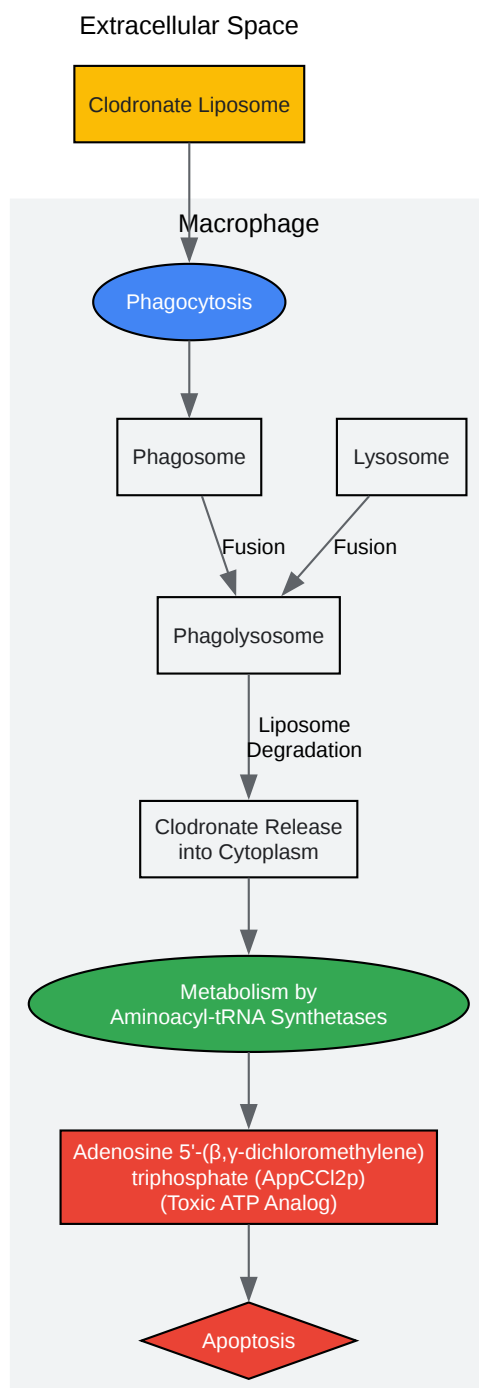 Extracellular Space
Clodronate Liposome
Macrophage
Phagocytosis
Phagosome
Lysosome
Fusion
Fusion
Phagolysosome
Liposome
Degradation
Clodronate Release
into Cytoplasm
Metabolism by
Aminoacyl-tRNA Synthetases
Adenosine 5'-(β,γ-dichloromethylene)
triphosphate (AppCCl2p)
(Toxic ATP Analog)
Apoptosis